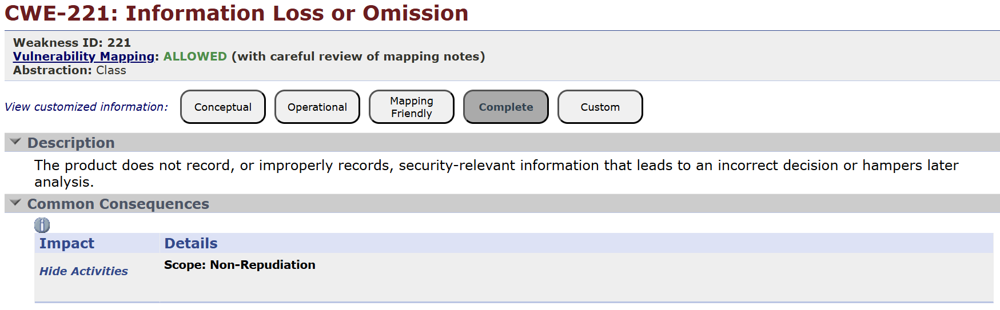 CWE-221: Information Loss or Omission
Weakness ID: 221
Vulnerability Mapping: ALLOWED (with careful review of mapping notes)
Abstraction: Class
View customized information:
Conceptual
Operational
Mapping
Friendly
Complete
Custom
Description
The product does not record, or improperly records, security-relevant information that leads to an incorrect decision or hampers later
analysis.
Common Consequences
i
Impact Details
Hide Activities Scope: Non-Repudiation